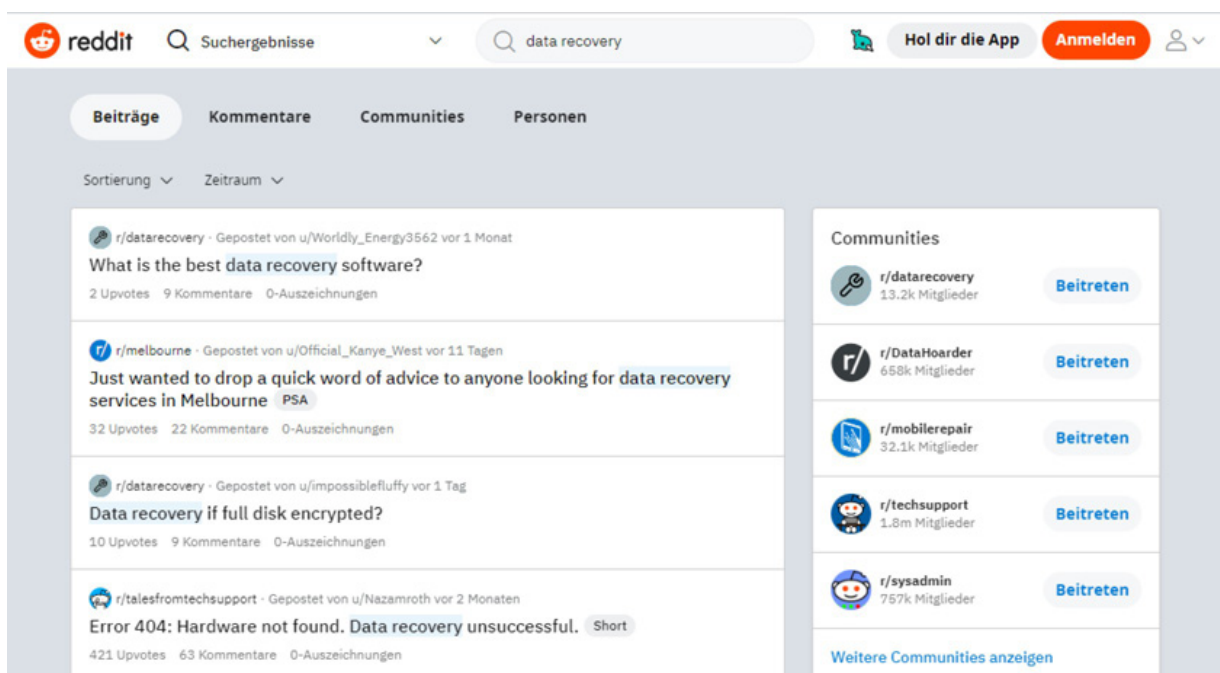 reddit Suchergebnisse data recovery Hol dir die App Anmelden
Beiträge Kommentare Communities Personen
Sortierung Zeitraum
r/datarecovery · Gepostet von u/Worldly_Energy3562 vor 1 Monat
What is the best data recovery software?
2 Upvotes 9 Kommentare 0-Auszeichnungen
r/melbourne · Gepostet von u/Official_Kanye_West vor 11 Tagen
Just wanted to drop a quick word of advice to anyone looking for data recovery
services in Melbourne PSA
32 Upvotes 22 Kommentare 0-Auszeichnungen
r/datarecovery · Gepostet von u/impossiblefluffy vor 1 Tag
Data recovery if full disk encrypted?
10 Upvotes 9 Kommentare 0-Auszeichnungen
r/talesfromtechsupport · Gepostet von u/Nazamroth vor 2 Monaten
Error 404: Hardware not found. Data recovery unsuccessful. Short
421 Upvotes 63 Kommentare 0-Auszeichnungen
Communities
r/datarecovery
13.2k Mitglieder
Beitreten
r/
r/DataHoarder
658k Mitglieder
Beitreten
r/mobilerepair
32.1k Mitglieder
Beitreten
r/techsupport
1.8m Mitglieder
Beitreten
r/sysadmin
757k Mitglieder
Beitreten
Weitere Communities anzeigen